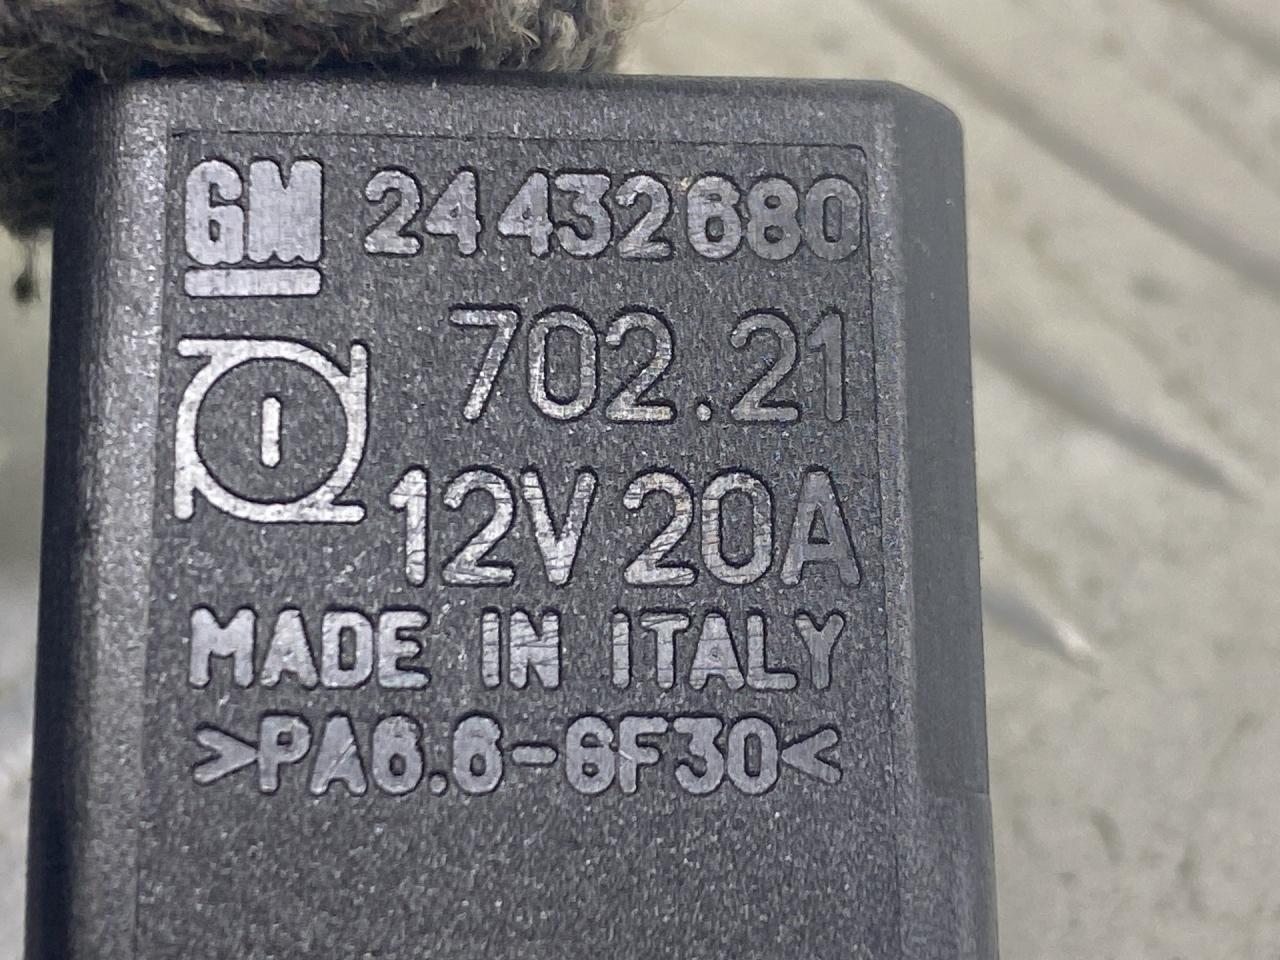 GM 24432680
702.21
12V 20A
MADE IN ITALY
>PA6.6-GF30<